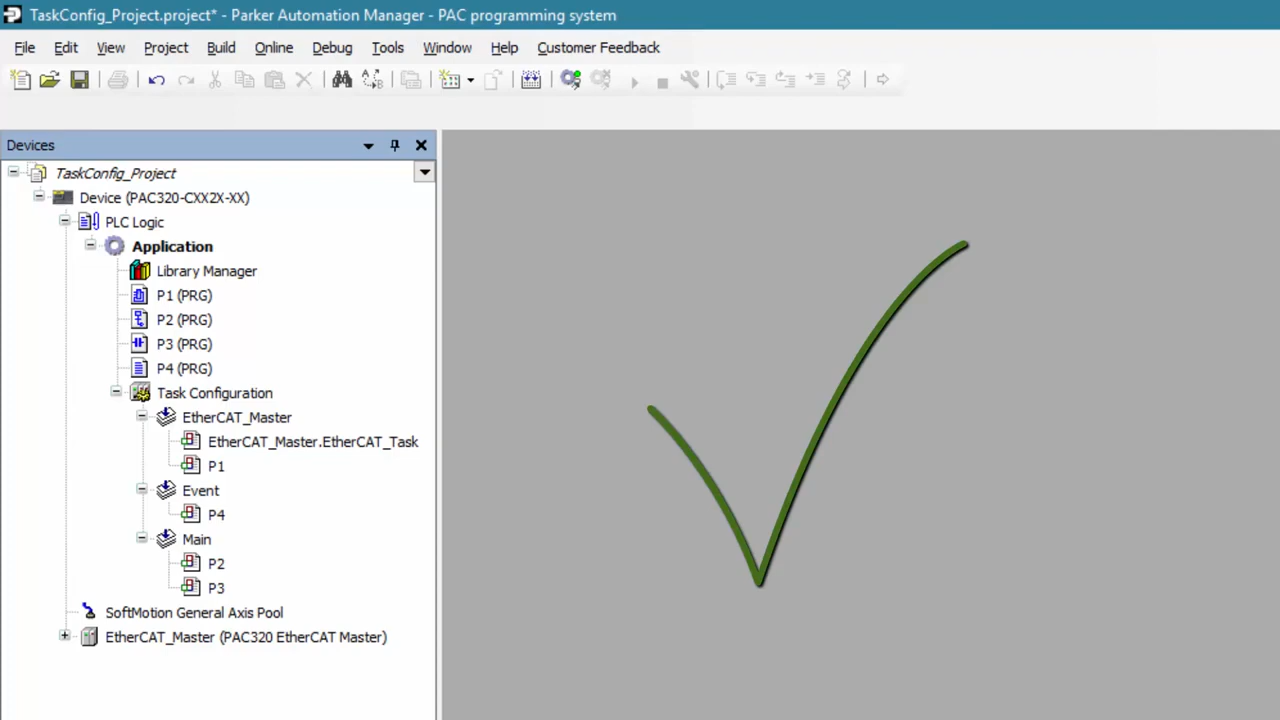 TaskConfig_Project.project* - Parker Automation Manager - PAC programming system
File Edit View Project Build Online Debug Tools Window Help Customer Feedback
Devices
TaskConfig_Project
Device (PAC320-CXX2X-XX)
PLC Logic
Application
Library Manager
P1 (PRG)
P2 (PRG)
P3 (PRG)
P4 (PRG)
Task Configuration
EtherCAT_Master
EtherCAT_Master.EtherCAT_Task
P1
Event
P4
Main
P2
P3
SoftMotion General Axis Pool
EtherCAT_Master (PAC320 EtherCAT Master)